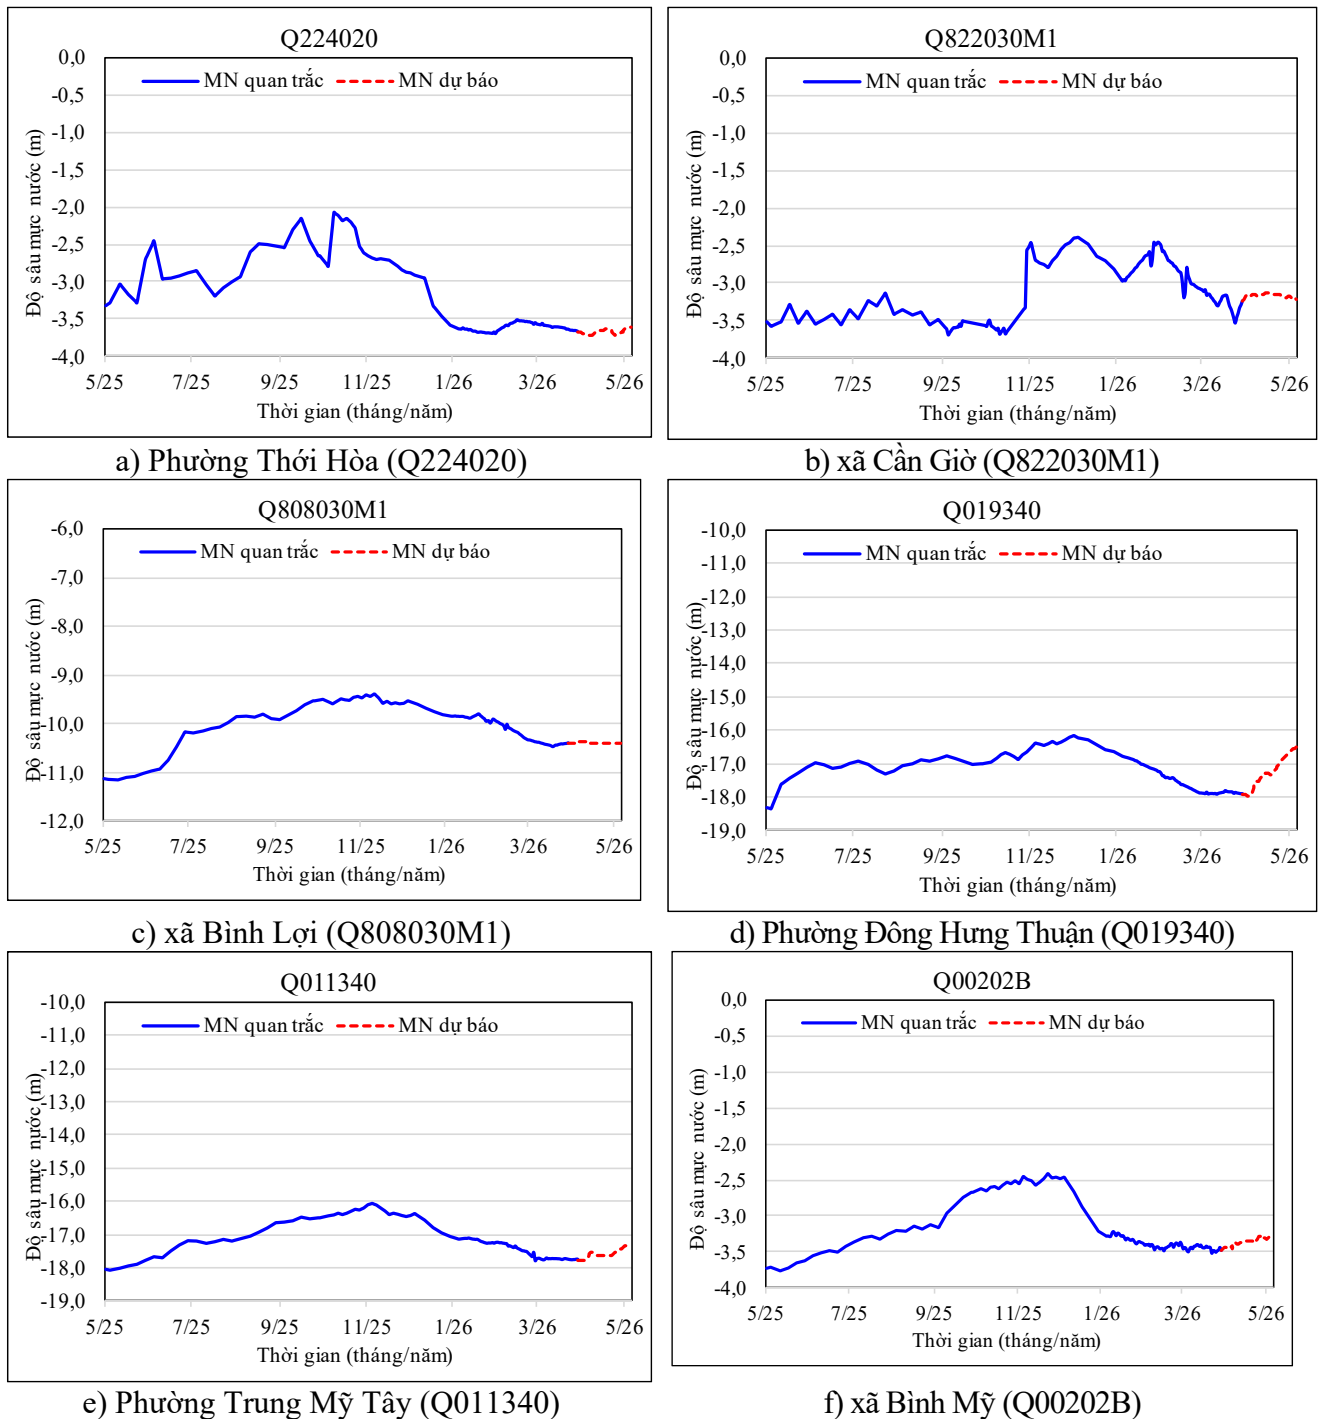 Q224020
MN quan trắc MN dự báo
Độ sâu mực nước (m)
0,0
-0,5
-1,0
-1,5
-2,0
-2,5
-3,0
-3,5
-4,0
5/25 7/25 9/25 11/25 1/26 3/26 5/26
Thời gian (tháng/năm)
a) Phường Thới Hòa (Q224020)
Q822030M1
MN quan trắc MN dự báo
Độ sâu mực nước (m)
0,0
-0,5
-1,0
-1,5
-2,0
-2,5
-3,0
-3,5
-4,0
5/25 7/25 9/25 11/25 1/26 3/26 5/26
Thời gian (tháng/năm)
b) xã Cần Giờ (Q822030M1)
Q808030M1
MN quan trắc MN dự báo
Độ sâu mực nước (m)
-6,0
-7,0
-8,0
-9,0
-10,0
-11,0
-12,0
5/25 7/25 9/25 11/25 1/26 3/26 5/26
Thời gian (tháng/năm)
c) xã Bình Lợi (Q808030M1)
Q019340
MN quan trắc MN dự báo
Độ sâu mực nước (m)
-10,0
-11,0
-12,0
-13,0
-14,0
-15,0
-16,0
-17,0
-18,0
-19,0
5/25 7/25 9/25 11/25 1/26 3/26 5/26
Thời gian (tháng/năm)
d) Phường Đông Hưng Thuận (Q019340)
Q011340
MN quan trắc MN dự báo
Độ sâu mực nước (m)
-10,0
-11,0
-12,0
-13,0
-14,0
-15,0
-16,0
-17,0
-18,0
-19,0
5/25 7/25 9/25 11/25 1/26 3/26 5/26
Thời gian (tháng/năm)
e) Phường Trung Mỹ Tây (Q011340)
Q00202B
MN quan trắc MN dự báo
Độ sâu mực nước (m)
0,0
-0,5
-1,0
-1,5
-2,0
-2,5
-3,0
-3,5
-4,0
5/25 7/25 9/25 11/25 1/26 3/26 5/26
Thời gian (tháng/năm)
f) xã Bình Mỹ (Q00202B)